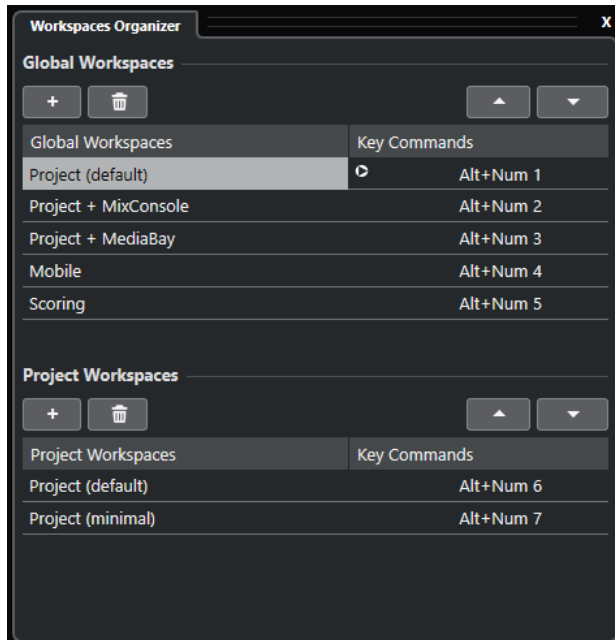 Workspaces Organizer X
Global Workspaces
+
Global Workspaces Key Commands
Project (default) Alt+Num 1
Project + MixConsole Alt+Num 2
Project + MediaBay Alt+Num 3
Mobile Alt+Num 4
Scoring Alt+Num 5
Project Workspaces
+
Project Workspaces Key Commands
Project (default) Alt+Num 6
Project (minimal) Alt+Num 7